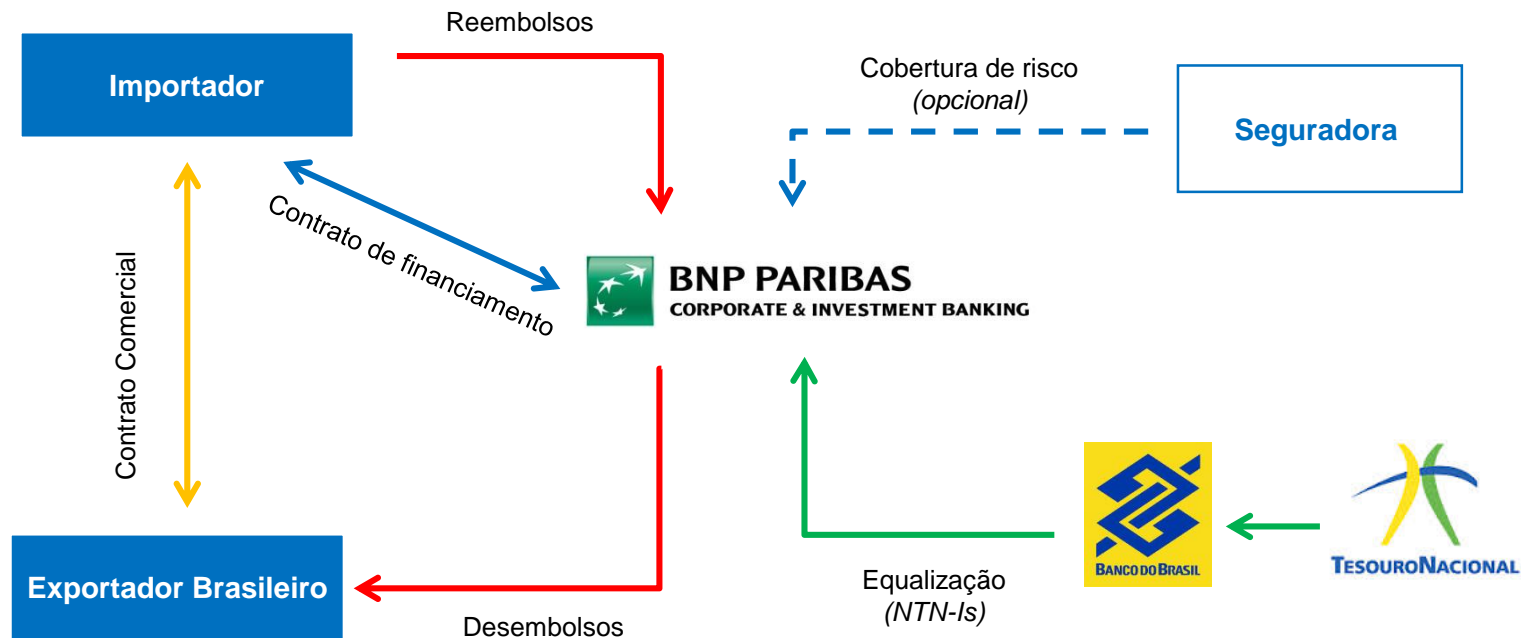 Reembolsos
Importador
Cobertura de risco
(opcional)
Seguradora
Contrato de financiamento
BNP PARIBAS
CORPORATE & INVESTMENT BANKING
Contrato Comercial
BANCO DO BRASIL
TESOURO NACIONAL
Exportador Brasileiro
Equalização
(NTN-Is)
Desembolsos